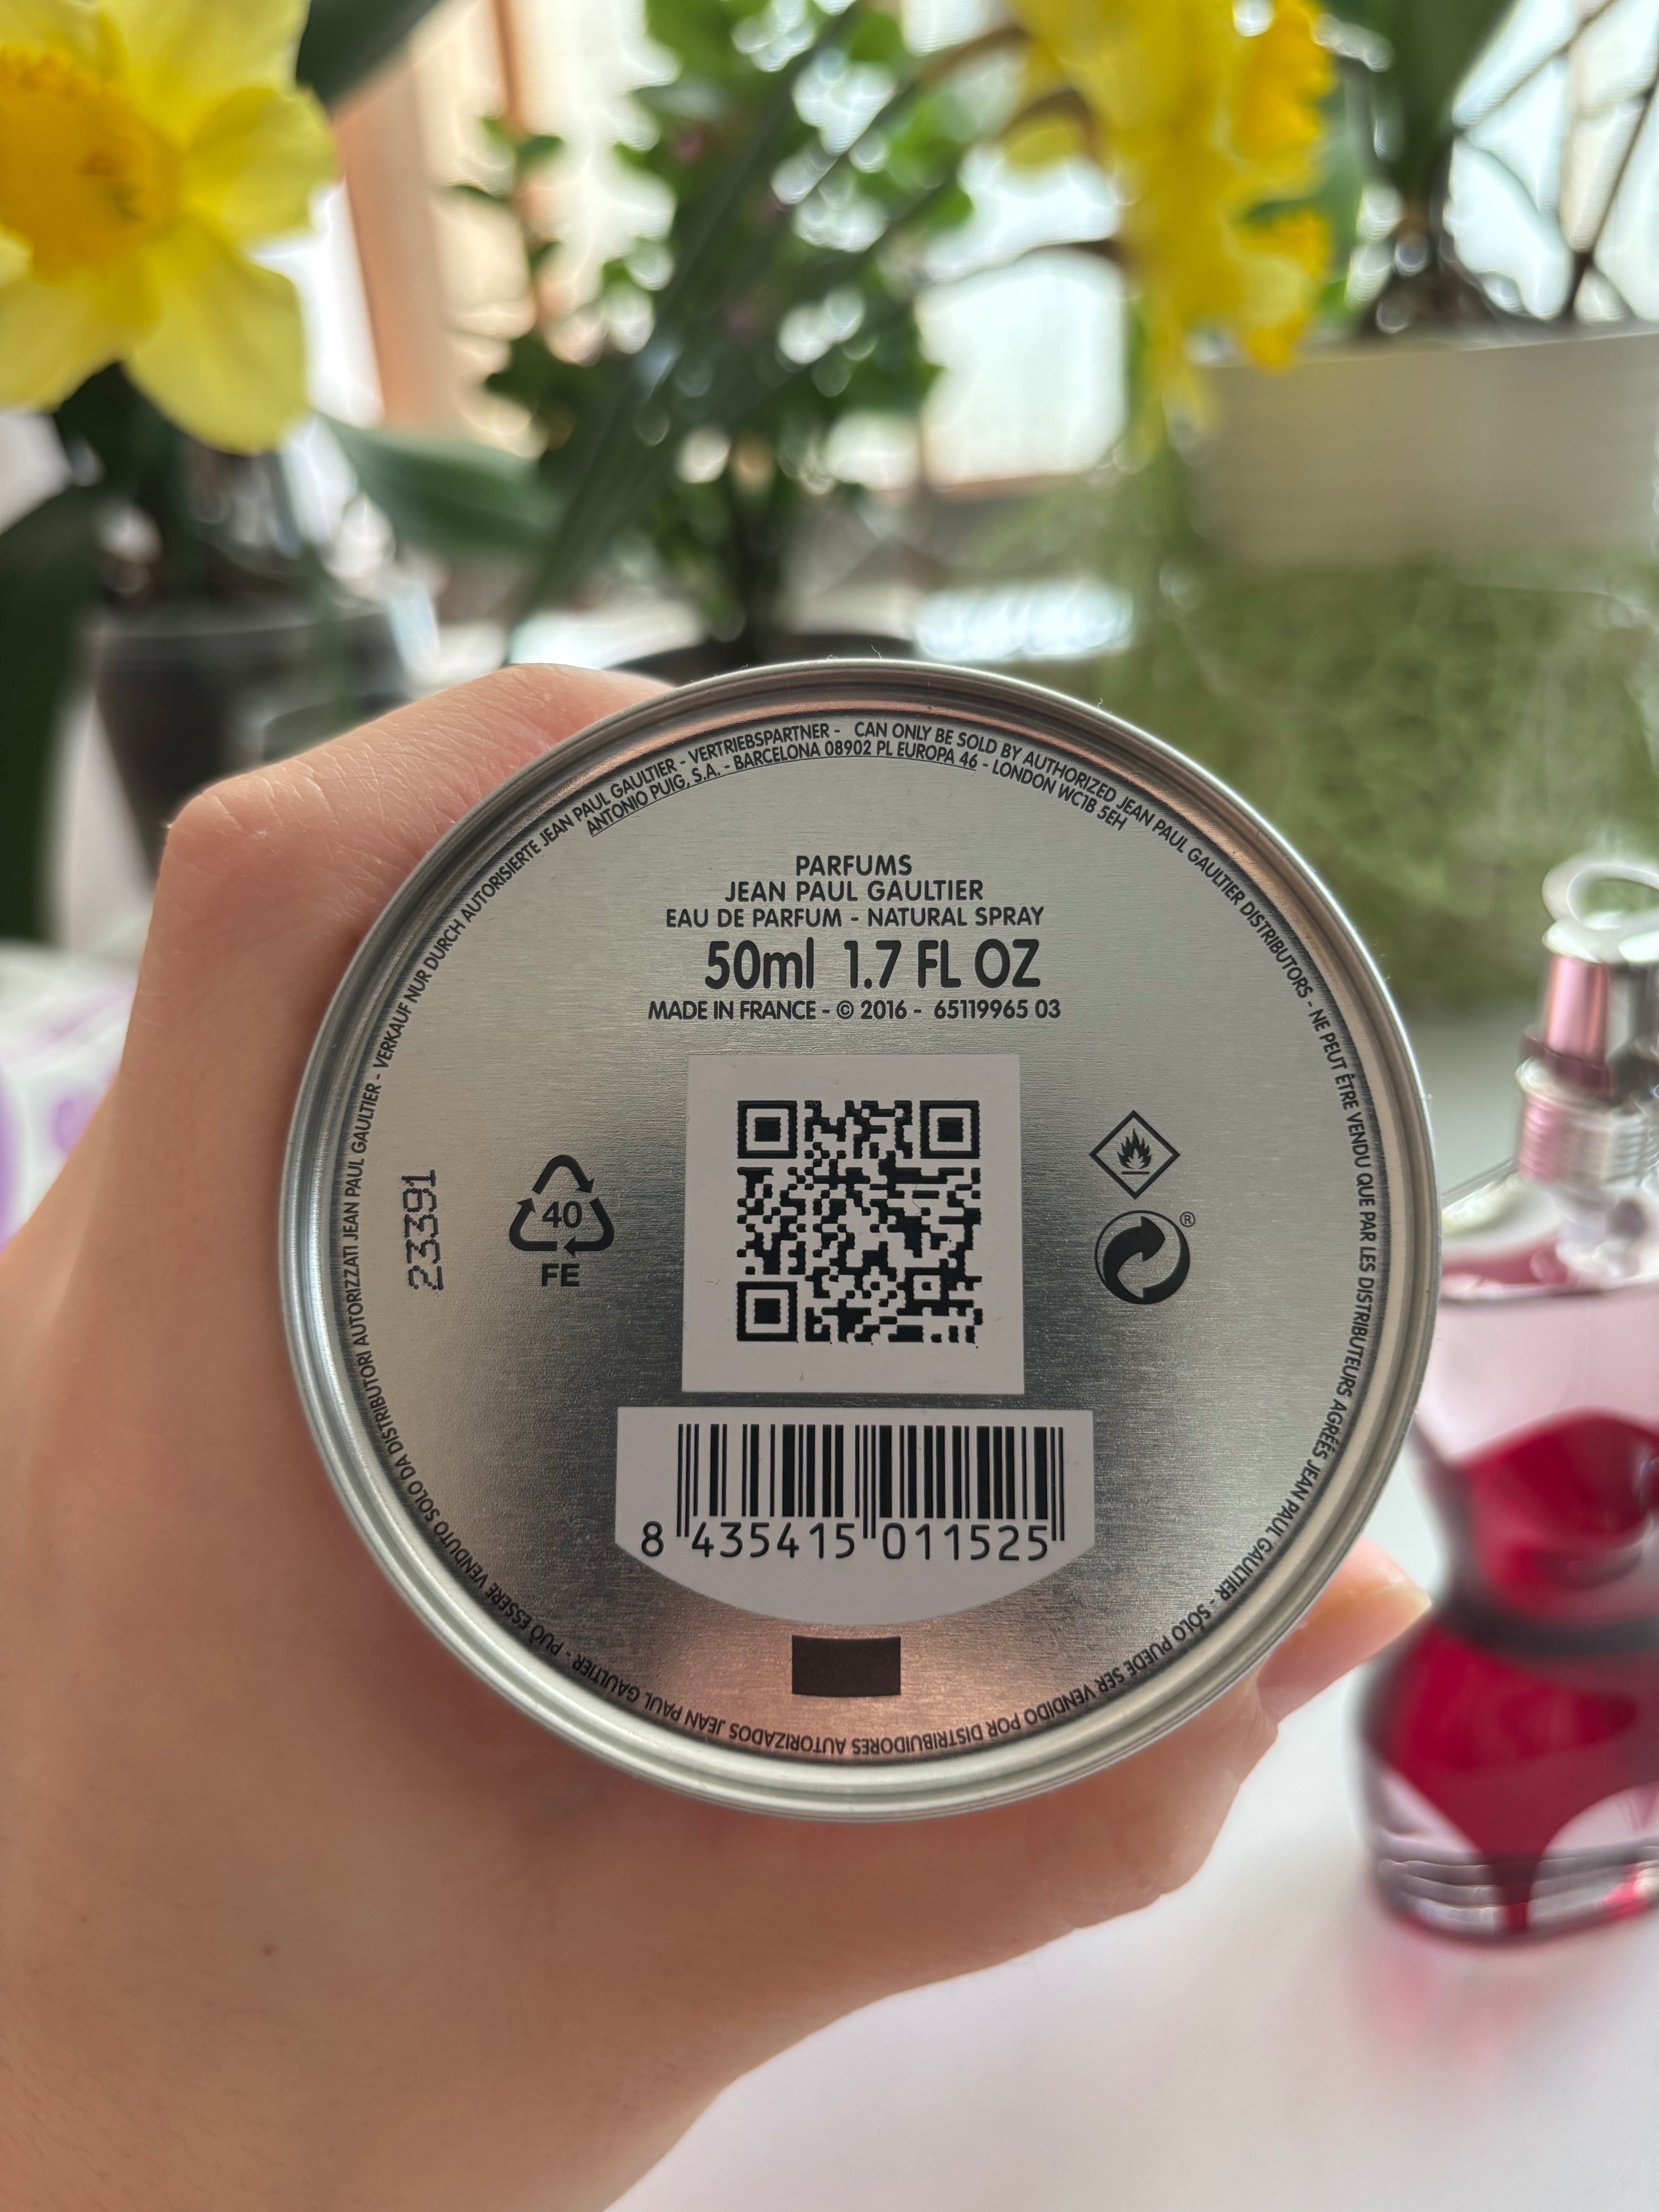 CAN ONLY BE SOLD BY AUTHORIZED JEAN PAUL GAULTIER DISTRIBUTORS - NE PEUT ÊTRE VENDU QUE PAR LES DISTRIBUTEURS AGRÉÉS JEAN PAUL GAULTIER - SÓLO PUEDE SER VENDIDO POR DISTRIBUIDORES AUTORIZADOS JEAN PAUL GAULTIER - PUÒ ESSERE VENDUTO SOLO DA DISTRIBUTORI AUTORIZZATI JEAN PAUL GAULTIER - VERKAUF NUR DURCH AUTORISIERTE JEAN PAUL GAULTIER - VERTRIEBSPARTNER -
ANTONIO PUIG, S.A. - BARCELONA 08902 PL EUROPA 46 - LONDON WC1B 5EH
PARFUMS
JEAN PAUL GAULTIER
EAU DE PARFUM - NATURAL SPRAY
50ml 1.7 FL OZ
MADE IN FRANCE - © 2016 - 65119965 03
23391
40
FE
®
8 435415 011525